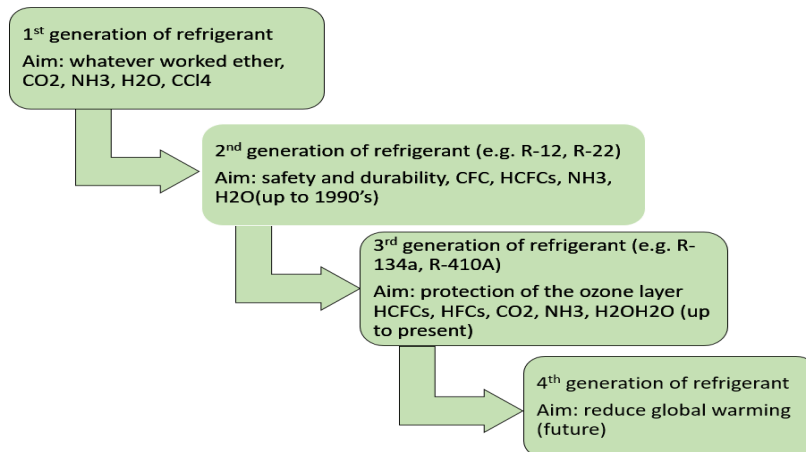 1st generation of refrigerant
Aim: whatever worked ether,
CO2, NH3, H2O, CCl4
2nd generation of refrigerant (e.g. R-12, R-22)
Aim: safety and durability, CFC, HCFCs, NH3,
H2O(up to 1990’s)
3rd generation of refrigerant (e.g. R-
134a, R-410A)
Aim: protection of the ozone layer
HCFCs, HFCs, CO2, NH3, H2OH2O (up
to present)
4th generation of refrigerant
Aim: reduce global warming
(future)